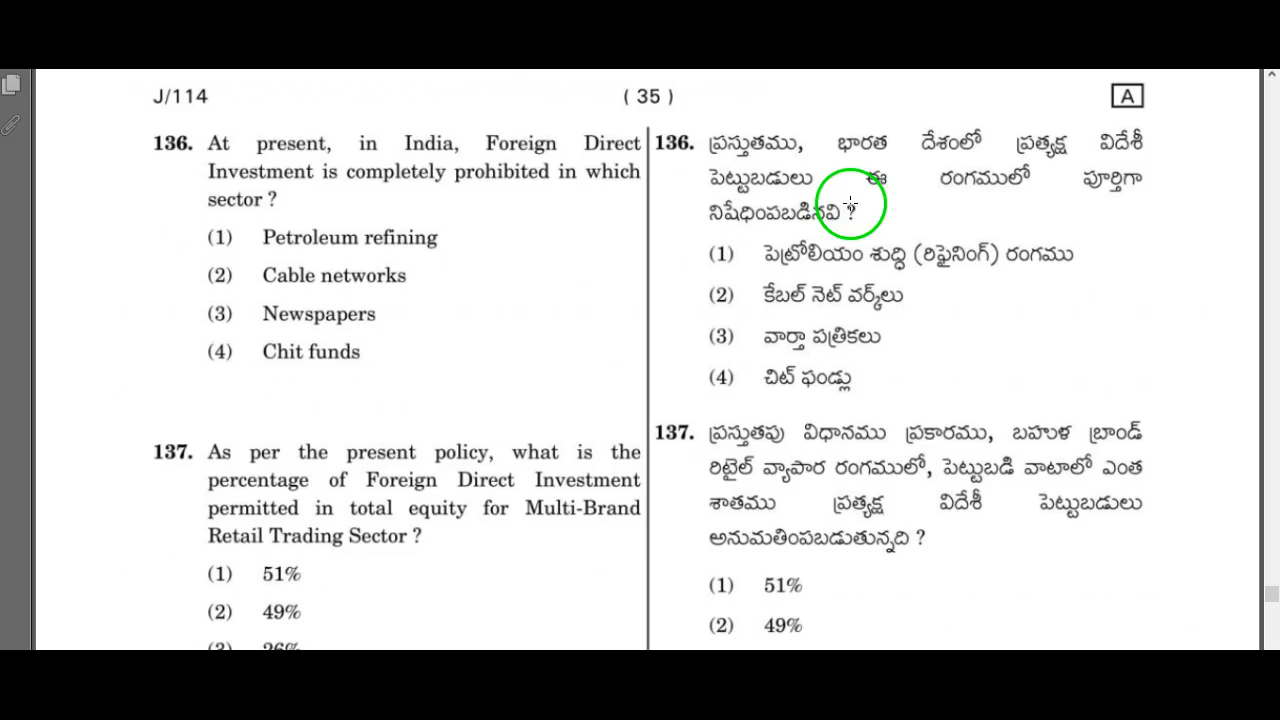 J/114
( 35 )
A
136. At present, in India, Foreign Direct
Investment is completely prohibited in which
sector ?
(1) Petroleum refining
(2) Cable networks
(3) Newspapers
(4) Chit funds
137. As per the present policy, what is the
percentage of Foreign Direct Investment
permitted in total equity for Multi-Brand
Retail Trading Sector ?
(1) 51%
(2) 49%
(3) 26%
136. ప్రస్తుతము, భారత దేశంలో ప్రత్యక్ష విదేశీ
పెట్టుబడులు ఈ రంగములో పూర్తిగా
నిషేధింపబడినవి ?
(1) పెట్రోలియం శుద్ధి (రిఫైనింగ్) రంగము
(2) కేబల్ నెట్ వర్క్‌లు
(3) వార్తా పత్రికలు
(4) చిట్ ఫండ్లు
137. ప్రస్తుతపు విధానము ప్రకారము, బహుళ బ్రాండ్
రిటైల్ వ్యాపార రంగములో, పెట్టుబడి వాటాలో ఎంత
శాతము ప్రత్యక్ష విదేశీ పెట్టుబడులు
అనుమతింపబడుతున్నది ?
(1) 51%
(2) 49%